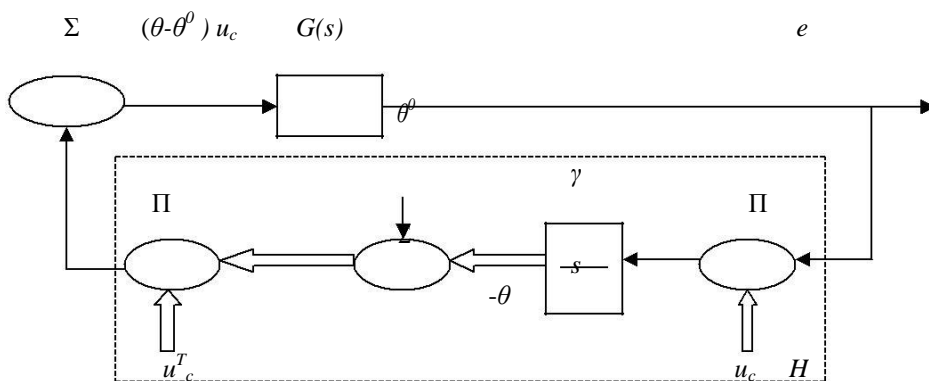 Σ (θ-θ⁰ ) u_c G(s) e
θ⁰
γ
Π Π
-
s
-θ
u^T_c u_c H